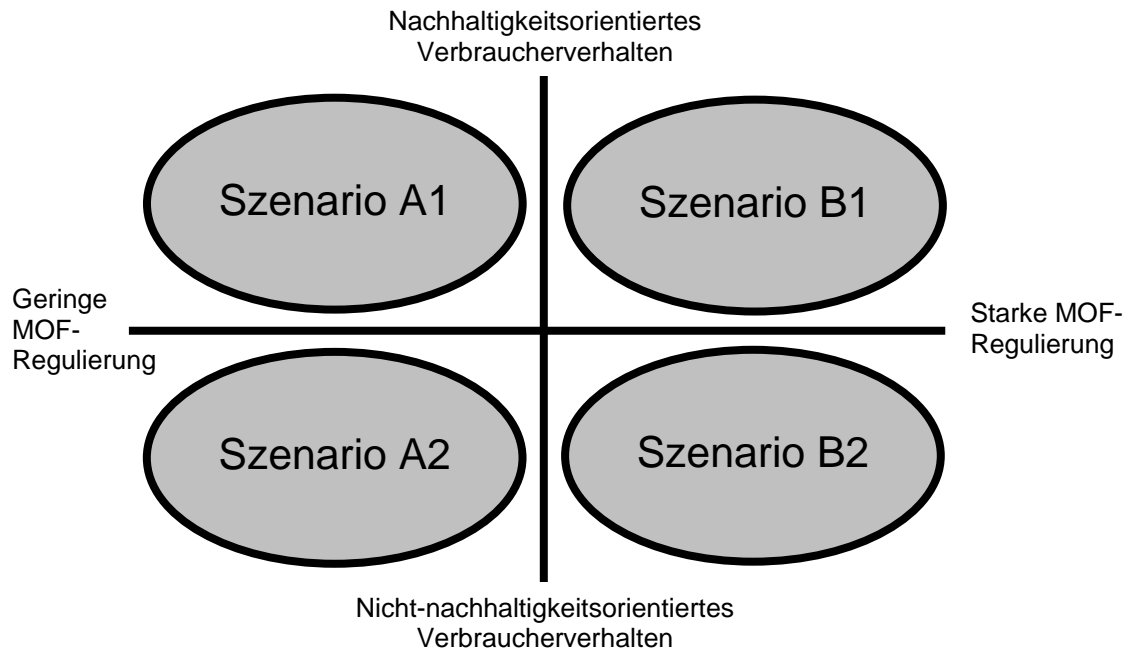 Nachhaltigkeitsorientiertes
Verbraucherverhalten
Szenario A1
Szenario B1
Geringe
MOF-
Regulierung
Starke MOF-
Regulierung
Szenario A2
Szenario B2
Nicht-nachhaltigkeitsorientiertes
Verbraucherverhalten